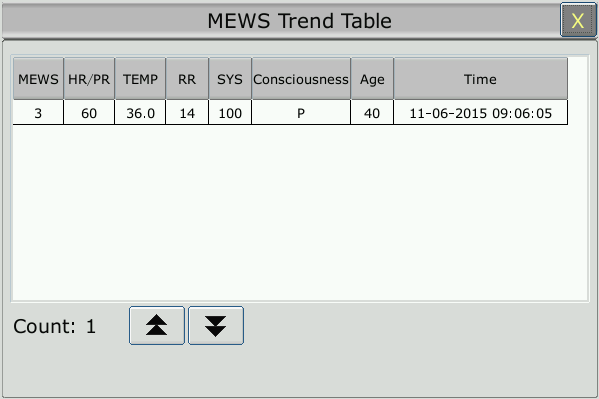 MEWS Trend Table
X
MEWS HR/PR TEMP RR SYS Consciousness Age Time
3 60 36.0 14 100 P 40 11-06-2015 09:06:05
Count: 1